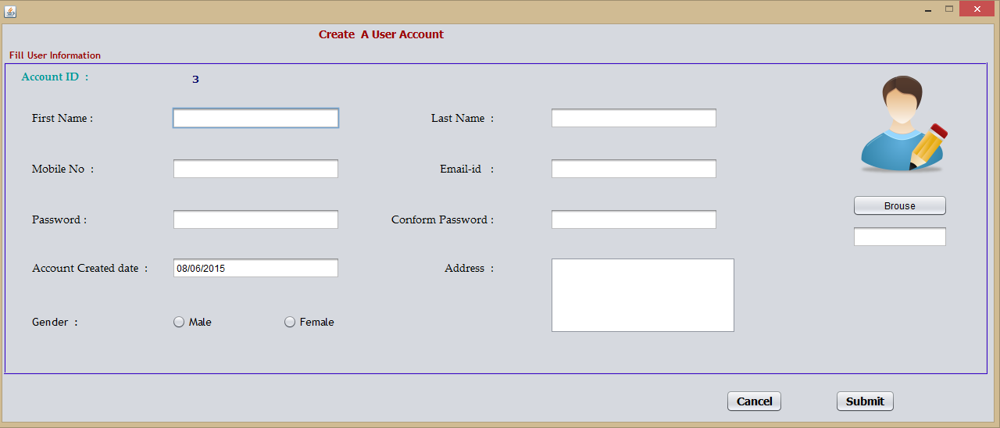 Create A User Account
Fill User Information
Account ID : 3
First Name : Last Name :
Mobile No : Email-id :
Password : Conform Password :
Brouse
Account Created date : 08/06/2015 Address :
Gender : Male Female
Cancel Submit